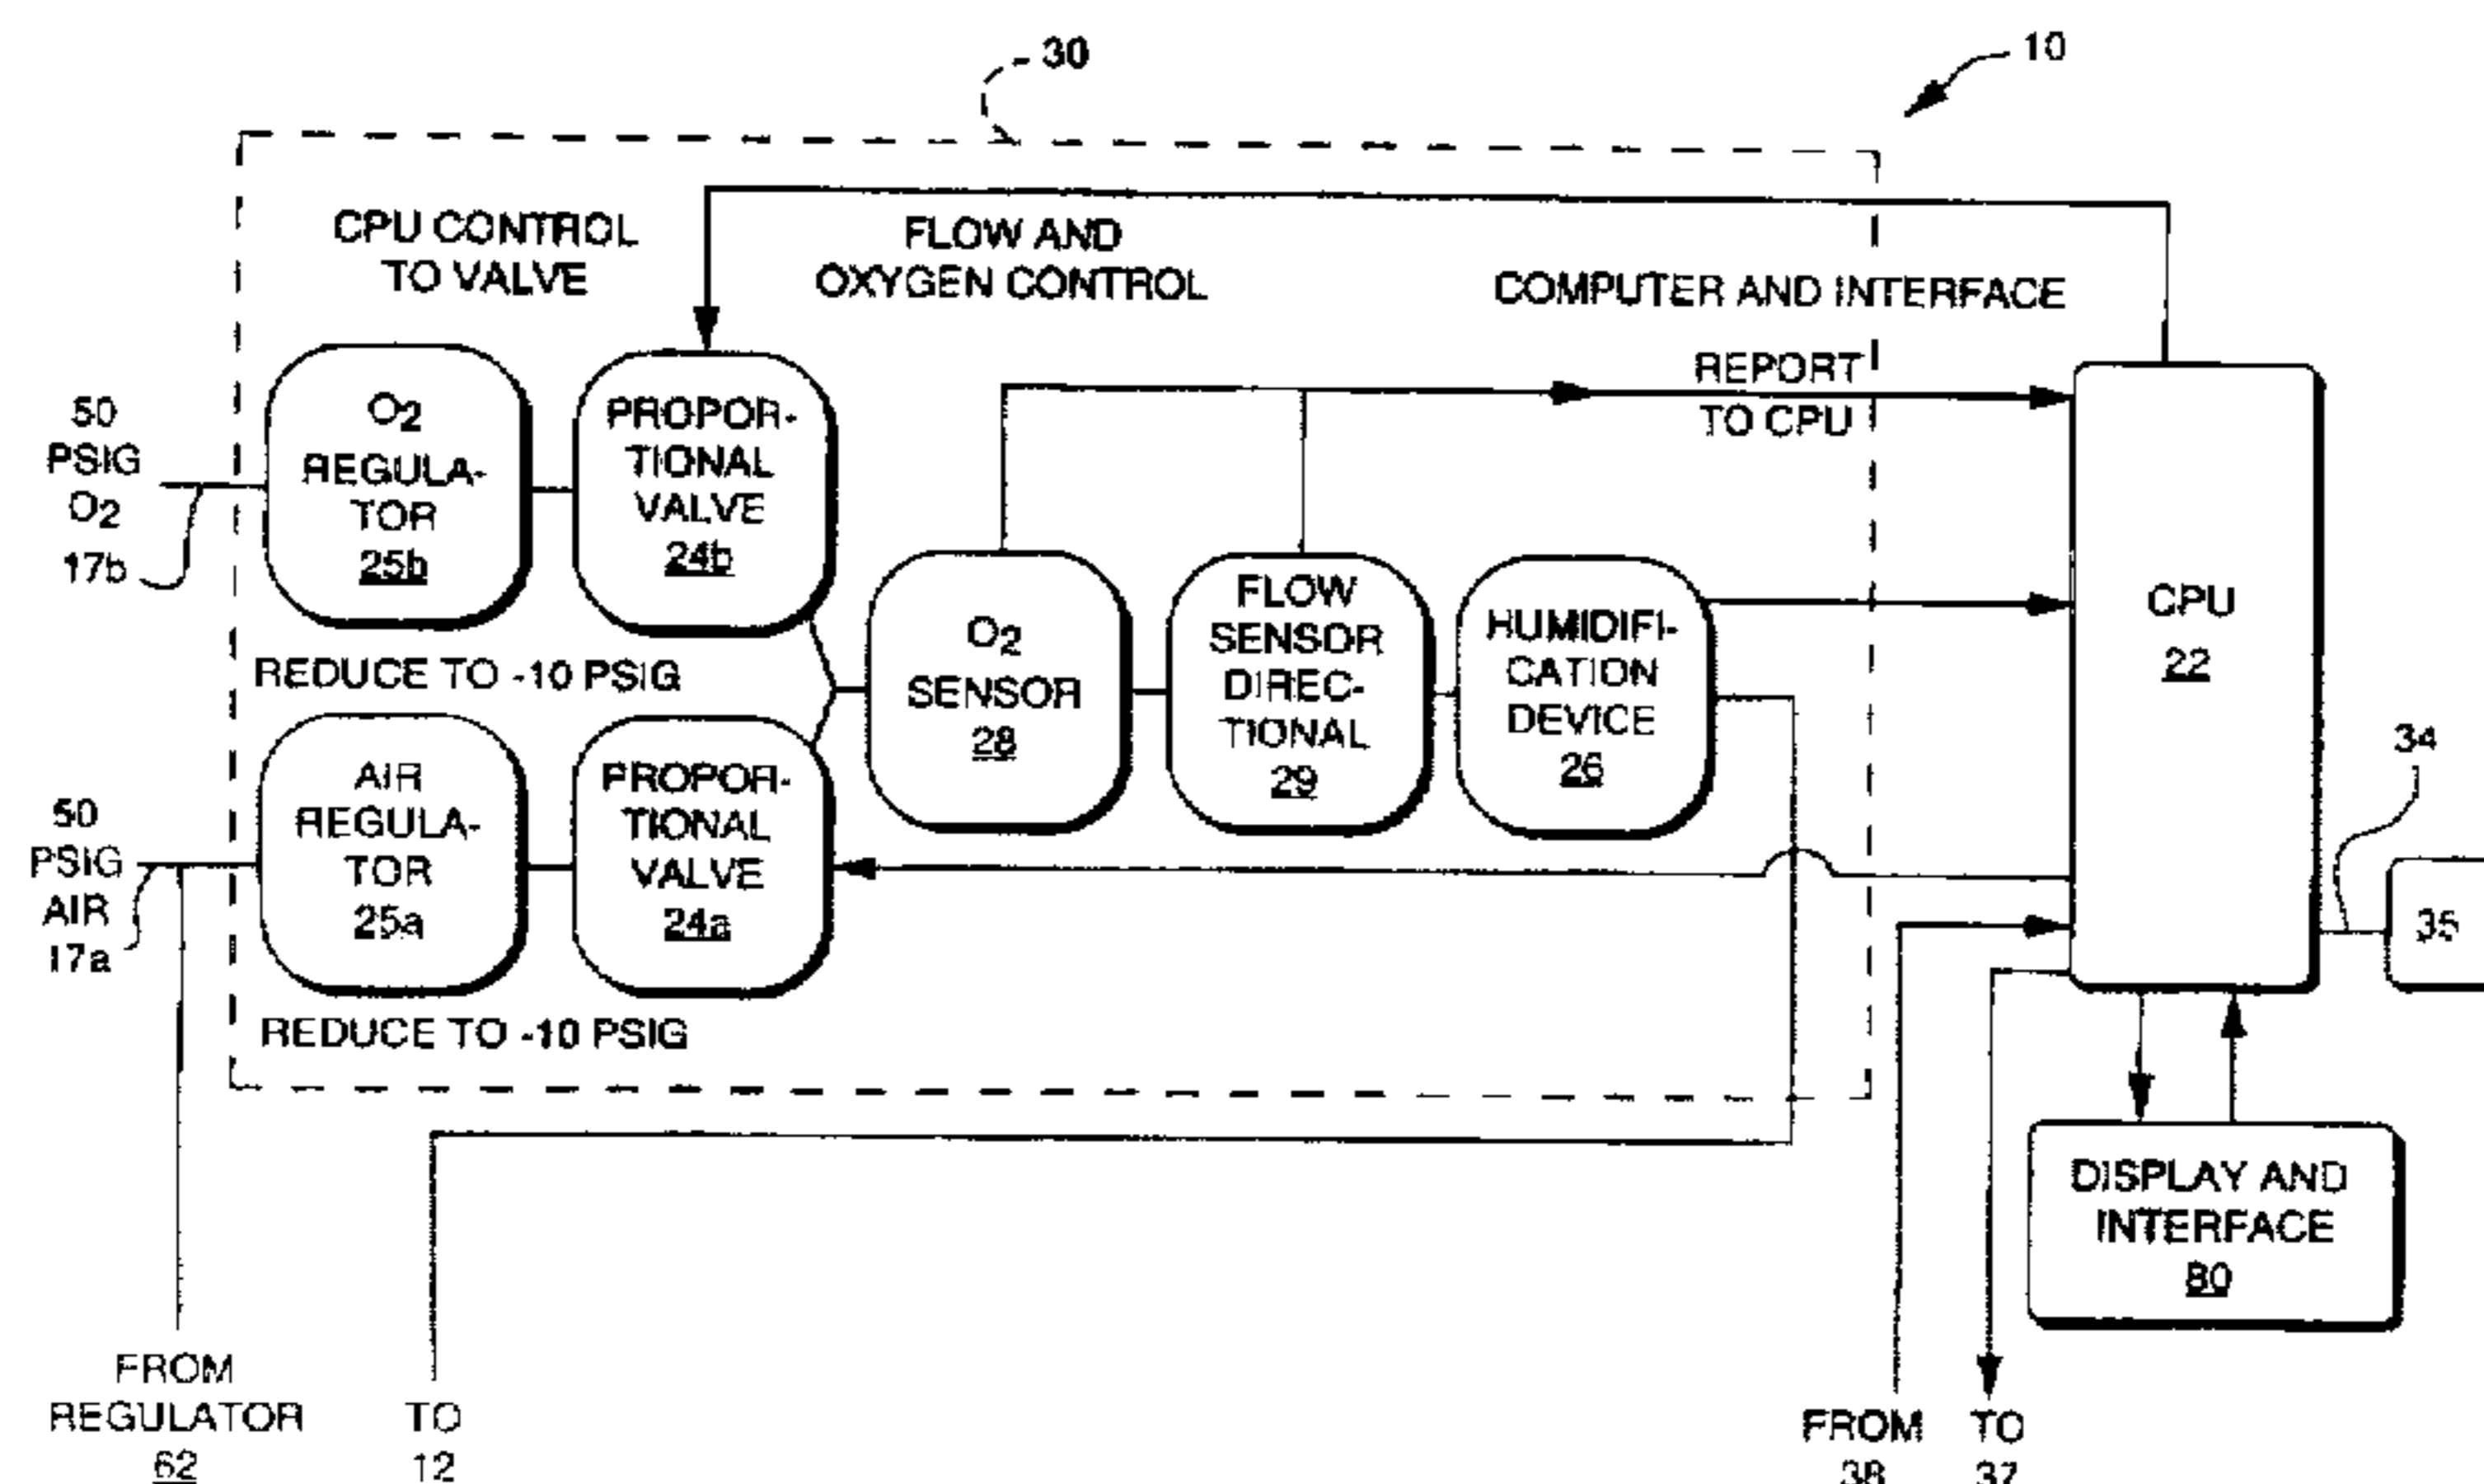 30
10
CPU CONTROL
TO VALVE
FLOW AND
OXYGEN CONTROL
COMPUTER AND INTERFACE
REPORT
TO CPU
50
PSIG
O2
17b
O2
REGULA-
TOR
25b
PROPOR-
TIONAL
VALVE
24b
REDUCE TO -10 PSIG
O2
SENSOR
28
FLOW
SENSOR
DIREC-
TIONAL
29
HUMIDIFI-
CATION
DEVICE
26
CPU
22
34
35
50
PSIG
AIR
17a
AIR
REGULA-
TOR
25a
PROPOR-
TIONAL
VALVE
24a
REDUCE TO -10 PSIG
DISPLAY AND
INTERFACE
80
FROM
REGULATOR
62
TO
12
FROM
38
TO
37